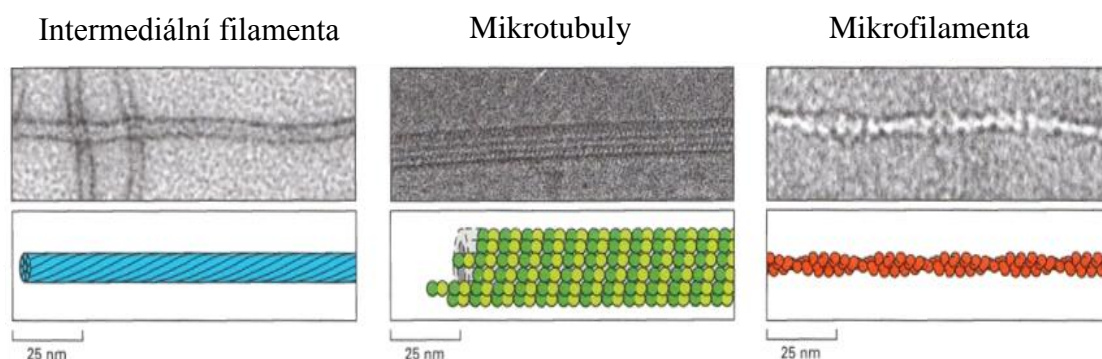 Intermediální filamenta
Mikrotubuly
Mikrofilamenta
25 nm
25 nm
25 nm